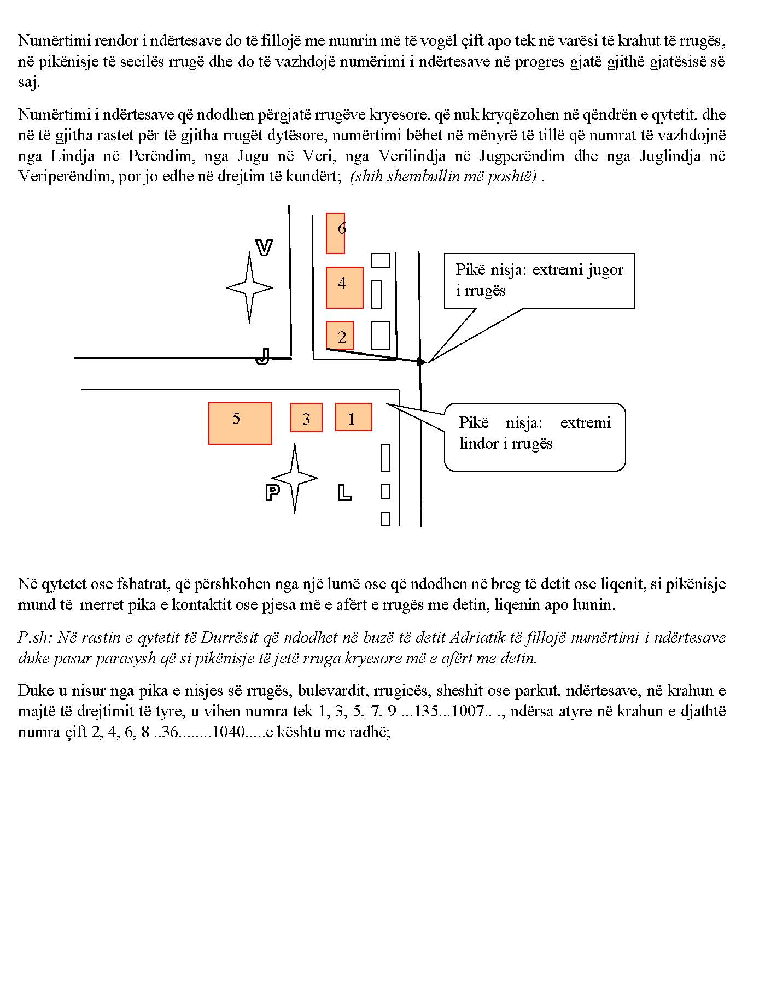 Numërtimi rendor i ndërtesave do të fillojë me numrin më të vogël çift apo tek në varësi të krahut të rrugës,
në pikënisje të secilës rrugë dhe do të vazhdojë numërimi i ndërtesave në progres gjatë gjithë gjatësisë së
saj.
Numërtimi i ndërtesave që ndodhen përgjatë rrugëve kryesore, që nuk kryqëzohen në qëndrën e qytetit, dhe
në të gjitha rastet për të gjitha rrugët dytësore, numërtimi bëhet në mënyrë të tillë që numrat të vazhdojnë
nga Lindja në Perëndim, nga Jugu në Veri, nga Verilindja në Jugperëndim dhe nga Juglindja në
Veriperëndim, por jo edhe në drejtim të kundërt; (shih shembullin më poshtë) .
6
V
Pikë nisja: extremi jugor
i rrugës
4
2
J
5
3
1
Pikë nisja: extremi
lindor i rrugës
P
L
Në qytetet ose fshatrat, që përshkohen nga një lumë ose që ndodhen në breg të detit ose liqenit, si pikënisje
mund të merret pika e kontaktit ose pjesa më e afërt e rrugës me detin, liqenin apo lumin.
P.sh: Në rastin e qytetit të Durrësit që ndodhet në buzë të detit Adriatik të fillojë numërtimi i ndërtesave
duke pasur parasysh që si pikënisje të jetë rruga kryesore më e afërt me detin.
Duke u nisur nga pika e nisjes së rrugës, bulevardit, rrugicës, sheshit ose parkut, ndërtesave, në krahun e
majtë të drejtimit të tyre, u vihen numra tek 1, 3, 5, 7, 9 ...135...1007.. ., ndërsa atyre në krahun e djathtë
numra çift 2, 4, 6, 8 ..36........1040.....e kështu me radhë;